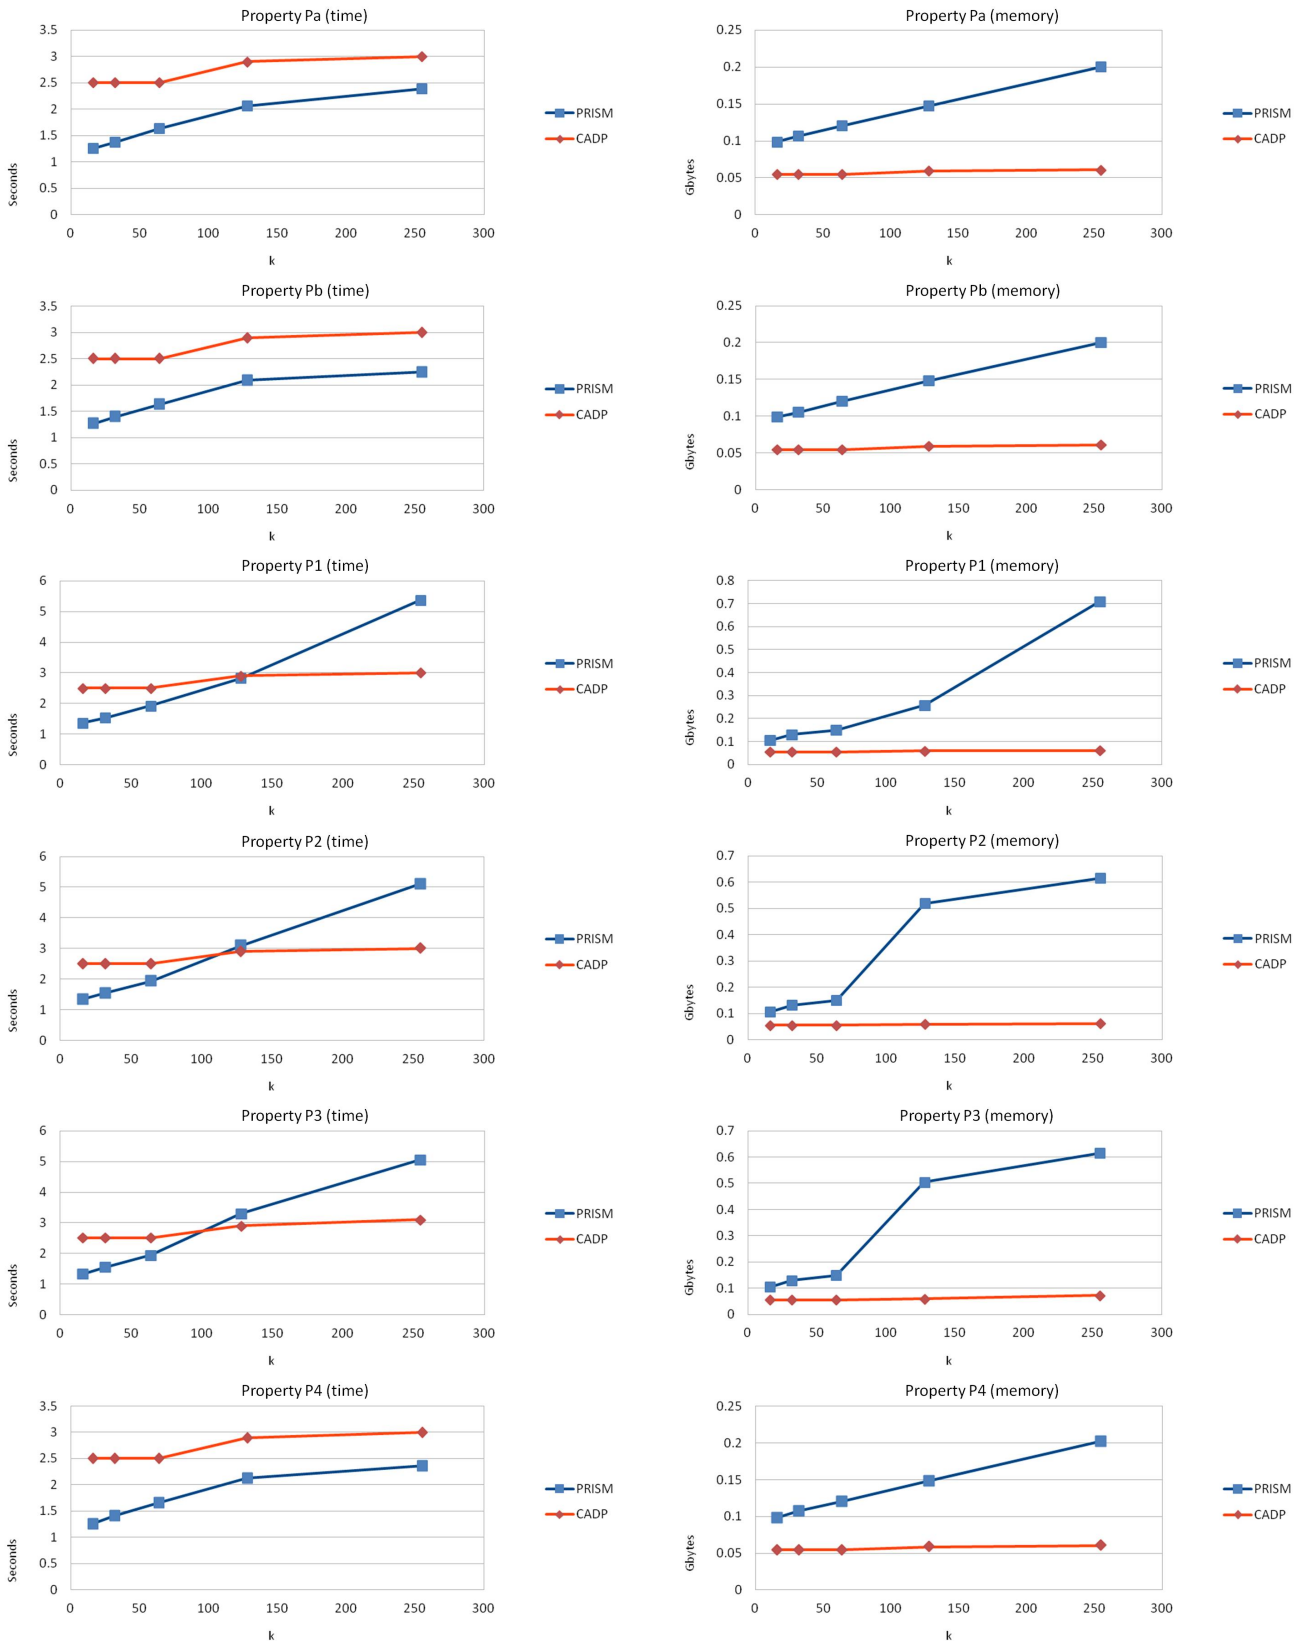 Property Pa (time)
3.5
3
2.5
2
1.5
1
0.5
0
0 50 100 150 200 250 300
Seconds
k
PRISM
CADP
Property Pa (memory)
0.25
0.2
0.15
0.1
0.05
0
0 50 100 150 200 250 300
Gbytes
k
PRISM
CADP
Property Pb (time)
3.5
3
2.5
2
1.5
1
0.5
0
0 50 100 150 200 250 300
Seconds
k
PRISM
CADP
Property Pb (memory)
0.25
0.2
0.15
0.1
0.05
0
0 50 100 150 200 250 300
Gbytes
k
PRISM
CADP
Property P1 (time)
6
5
4
3
2
1
0
0 50 100 150 200 250 300
Seconds
k
PRISM
CADP
Property P1 (memory)
0.8
0.7
0.6
0.5
0.4
0.3
0.2
0.1
0
0 50 100 150 200 250 300
Gbytes
k
PRISM
CADP
Property P2 (time)
6
5
4
3
2
1
0
0 50 100 150 200 250 300
Seconds
k
PRISM
CADP
Property P2 (memory)
0.7
0.6
0.5
0.4
0.3
0.2
0.1
0
0 50 100 150 200 250 300
Gbytes
k
PRISM
CADP
Property P3 (time)
6
5
4
3
2
1
0
0 50 100 150 200 250 300
Seconds
k
PRISM
CADP
Property P3 (memory)
0.7
0.6
0.5
0.4
0.3
0.2
0.1
0
0 50 100 150 200 250 300
Gbytes
k
PRISM
CADP
Property P4 (time)
3.5
3
2.5
2
1.5
1
0.5
0
0 50 100 150 200 250 300
Seconds
k
PRISM
CADP
Property P4 (memory)
0.25
0.2
0.15
0.1
0.05
0
0 50 100 150 200 250 300
Gbytes
k
PRISM
CADP